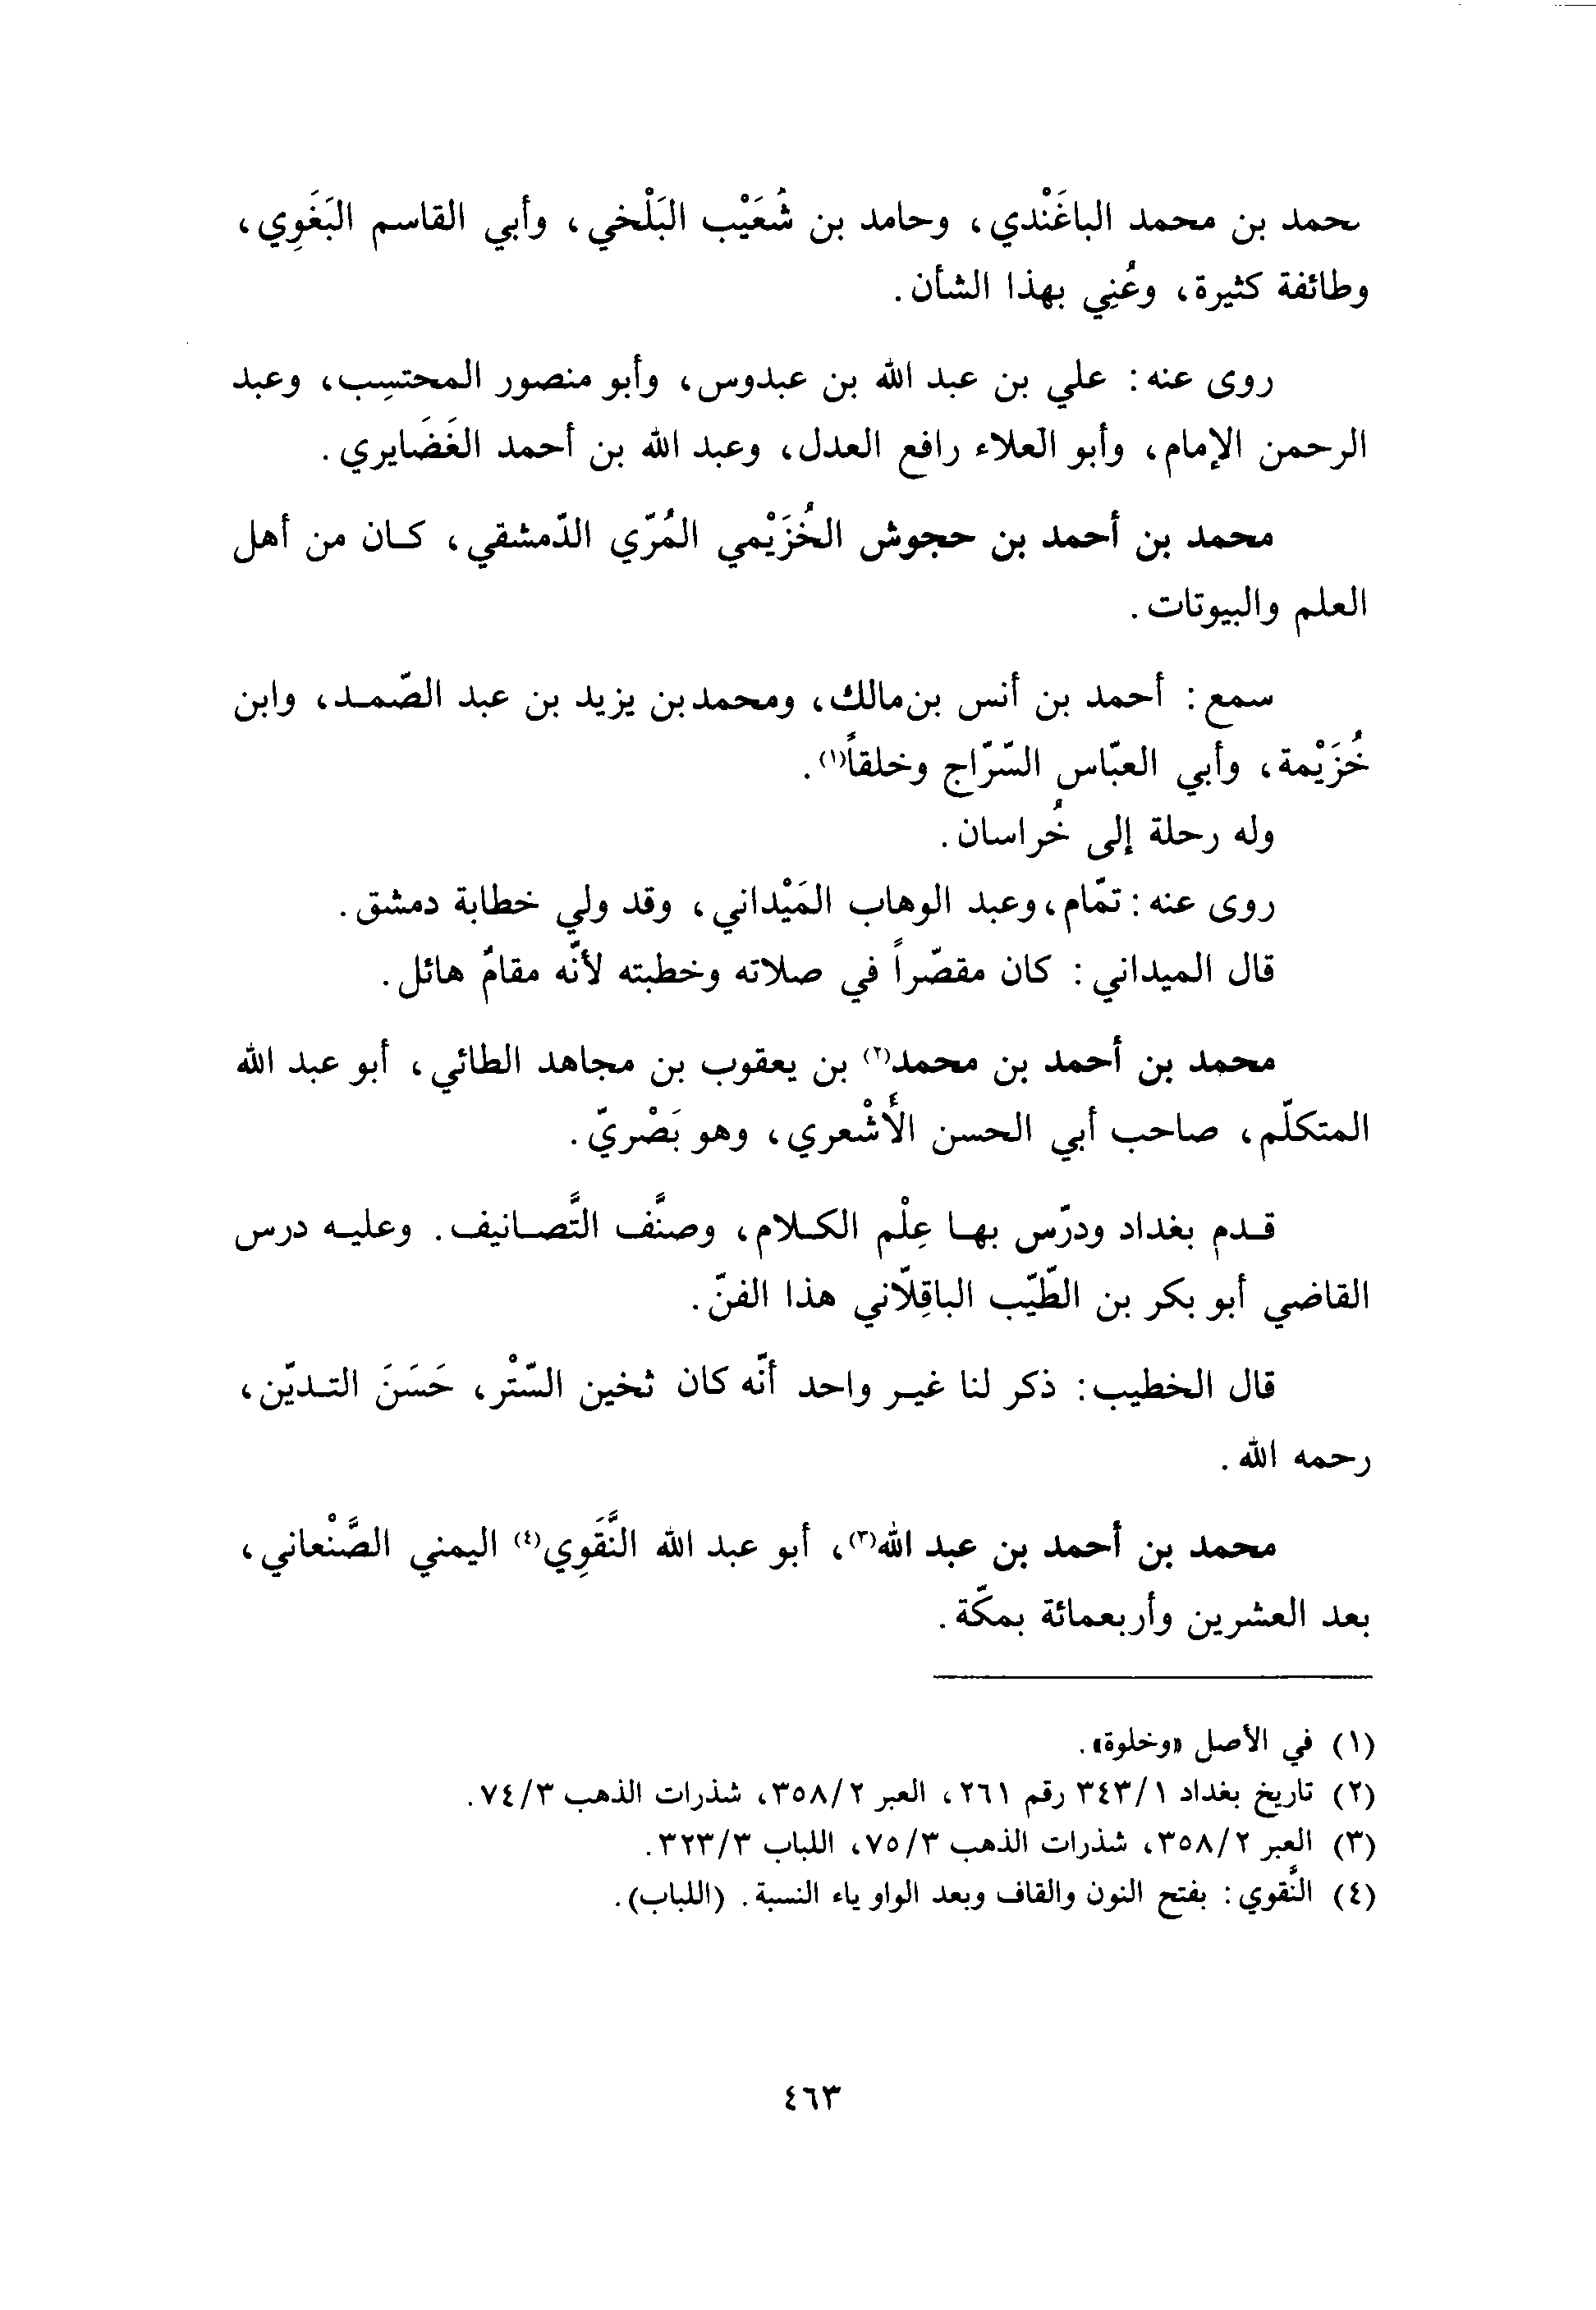 محمد بن محمد الباغَنْدي، وحامد بن شُعَيْب البَلْخي، وأبي القاسم البَغَوِي،
وطائفة كثيرة، وعُنِي بهذا الشأن.
روى عنه: علي بن عبد الله بن عبدوس، وأبو منصور المحتسِب، وعبد
الرحمن الإمام، وأبو العلاء رافع العدل، وعبد الله بن أحمد الغَضَايري.
محمد بن أحمد بن حجوش الخُزَيْمي المُرّي الدّمشقي، كان من أهل
العلم والبيوتات.
سمع: أحمد بن أنس بن مالك، ومحمد بن يزيد بن عبد الصّمد، وابن
خُزَيْمة، وأبي العبّاس السّرّاج وخلقاً(١).
وله رحلة إلى خُراسان.
روى عنه: تمّام، وعبد الوهاب المَيْداني، وقد ولي خطابة دمشق.
قال الميداني: كان مقصّراً في صلاته وخطبته لأنّه مقامٌ هائل.
محمد بن أحمد بن محمد(٢) بن يعقوب بن مجاهد الطائي، أبو عبد الله
المتكلّم، صاحب أبي الحسن الأَشْعري، وهو بَصْريّ.
قدم بغداد ودرّس بها عِلْم الكلام، وصنَّف التَّصانيف. وعليه درس
القاضي أبو بكر بن الطّيّب الباقِلّاني هذا الفنّ.
قال الخطيب: ذكر لنا غير واحد أنّه كان ثخين السّتْر، حَسَنَ التديّن،
رحمه الله.
محمد بن أحمد بن عبد الله(٣)، أبو عبد الله النَّقَوِي(٤) اليمني الصَّنْعاني،
بعد العشرين وأربعمائة بمكّة.
(١) في الأصل «وخلوة».
(٢) تاريخ بغداد ٣٤٣/١ رقم ٢٦١، العبر ٣٥٨/٢، شذرات الذهب ٧٤/٣.
(٣) العبر ٣٥٨/٢، شذرات الذهب ٧٥/٣، اللباب ٣٢٣/٣.
(٤) النَّقوي: بفتح النون والقاف وبعد الواو ياء النسبة. (اللباب).
٤٦٣